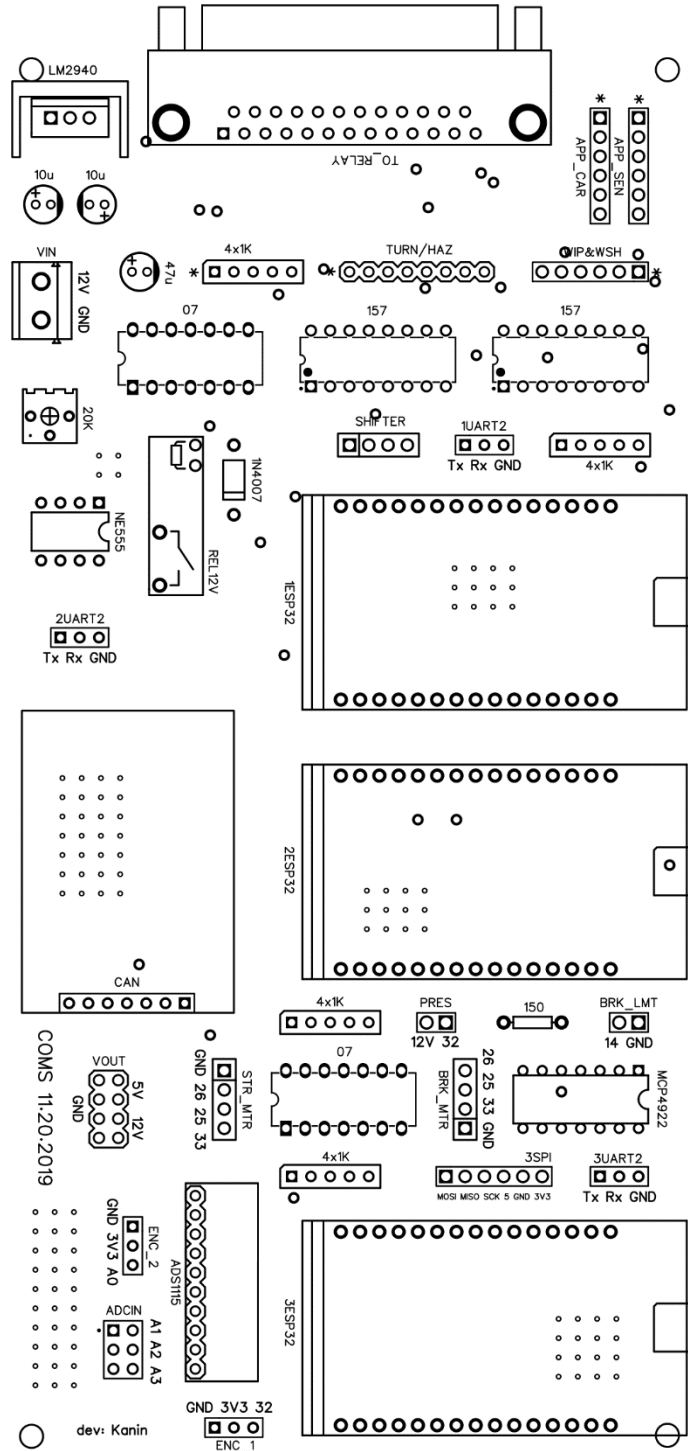 LM2940
TO_RELAY
APP_CAR
APP_SEN
*
*
10u
10u
VIN
12V
GND
47u
4x1K
*
TURN/HAZ
*
WIP&WSH
*
07
157
157
20K
SHIFTER
1UART2
Tx Rx GND
4x1K
1N4007
NE555
REL12V
1ESP32
2UART2
Tx Rx GND
2ESP32
CAN
4x1K
PRES
12V 32
150
BRK_LMT
14 GND
COMS 11.20.2019
VOUT
5V
12V
GND
GND 26 25 33
STR_MTR
07
BRK_MTR
26 25 33 GND
MCP4922
4x1K
3SPI
MOSI MISO SCK 5 GND 3V3
3UART2
Tx Rx GND
GND 3V3 A0
ENC_2
ADS1115
3ESP32
ADCIN
A1 A2 A3
GND 3V3 32
ENC_1
dev: Kanin